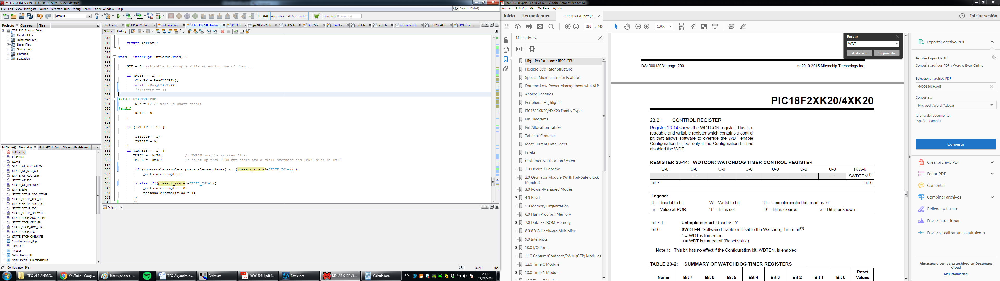 MPLAB X IDE v3.15 - TFG_PIC18_Auto_30sec : default
File Edit View Navigate Source Refactor Run Debug Team Tools Window Help
Search (Ctrl+I)
default
PC: 0x0
n ov z dc c : W:0x0 : bank 0
How do I?
Keyword(s)
Projects
Classes
Files
TFG_PIC18_Auto_30sec
Header Files
Important Files
Linker Files
Source Files
Libraries
Loadables
Start Page
MPLAB X Store
init_system.c
TFG_PIC18_Auto.c
I2C1.c
pic18f26k20.h
DHT22.h
DHT22.c
USART.c
usart.h
pic18.h
init_system.h
p18f26k20.h
TIMER3.c...
Source History
510
511 return (error);
512 }
513
514 void __interrupt IntServe(void) {
515
516 GIE = 0; //Disable interrupts while attending one of them ...
517
518 if (RCIF == 1) {
519 CharRX = ReadUSART();
520 while (BusyUSART());
521 //Trigger == 1;
522
523 #ifdef USARTWAKEUP
524 WUE = 1; // wake up usart enable
525 #endif
526 RCIF = 0;
527 }
528
529 if (INT0IF == 1) {
530
531 Trigger = 1;
532 INT0IF = 0;
533 }
534 if (TMR3IF == 1) {
535 TMR3H = 0xF8; // TMR3H must be written first
536 TMR3L = 0x46; // count up from F830 but there ara a small overhead and TMR3L must be 0x46
537
538 if ((postscalersample < postscalersamplemax) && (present_state!=STATE_Idle)) {
539 postscalersample++;
540
541 } else if((present_state!=STATE_Idle)){
542 postscalersample = 0;
543 postscalersampleflag = 1;
544 }
545 /*
IntServe() - Navigator
TFG_PIC18_Auto_30sec - Dashboard
IntServe()
MCP9808
SLAVE
STATE_AT_ADC_ATEMP
STATE_AT_ADC_GH
STATE_AT_ADC_LDR
STATE_AT_I2C
STATE_AT_ONEWIRE
STATE_Idle
STATE_SETUP_ADC_ATEMP
STATE_SETUP_ADC_GH
STATE_SETUP_ADC_LDR
STATE_SETUP_I2C
STATE_SETUP_ONEWIRE
STATE_STOP_ADC_ATEMP
STATE_STOP_ADC_GH
STATE_STOP_ADC_LDR
STATE_STOP_I2C
STATE_STOP_ONEWIRE
SerialInterrupt_flag
TIMEOUT
Trigger
Valor_Medio_HT
Valor_Medio_HumedadTierra
Output
Configuration Bits
3
522:1
INS
TFG_ALEJANDRO...
YouTube - Googl...
interrupciones - ...
TFG_Alejandro_a...
Scriptum
40001303H.pdf (...
Battle.net
MPLAB X IDE v3....
Calculadora
ES
20:39
29/08/2016
40001303H.pdf (PROTEGIDO) - Adobe Acrobat Reader DC
Archivo Edición Ver Ventana Ayuda
Inicio
Herramientas
40001303H.pdf (P...
Iniciar sesión
291 / 440
120%
Marcadores
High-Performance RISC CPU
Flexible Oscillator Structure
Special Microcontroller Features
Extreme Low-Power Management with XLP
Analog Features
Peripheral Highlights
PIC18F2XK20/4XK20 Family Types
Pin Diagrams
Pin Allocation Tables
Table of Contents
Most Current Data Sheet
Errata
Customer Notification System
1.0 Device Overview
2.0 Oscillator Module (With Fail-Safe Clock
Monitor)
3.0 Power-Managed Modes
4.0 Reset
5.0 Memory Organization
6.0 Flash Program Memory
7.0 Data EEPROM Memory
8.0 8 X 8 Hardware Multiplier
9.0 Interrupts
10.0 I/O Ports
11.0 Capture/Compare/PWM (CCP) Modules
12.0 Timer0 Module
13.0 Timer1 Module
Buscar
WDT
Anterior
Siguiente
DS40001303H-page 290
© 2010-2015 Microchip Technology Inc.
PIC18F2XK20/4XK20
23.2.1 CONTROL REGISTER
Register 23-14 shows the WDTCON register. This is a
readable and writable register which contains a control
bit that allows software to override the WDT enable
Configuration bit, but only if the Configuration bit has
disabled the WDT.
REGISTER 23-14: WDTCON: WATCHDOG TIMER CONTROL REGISTER
U-0 U-0 U-0 U-0 U-0 U-0 U-0 R/W-0
— — — — — — — SWDTEN(1)
bit 7 bit 0
Legend:
R = Readable bit W = Writable bit U = Unimplemented bit, read as ‘0’
-n = Value at POR ‘1’ = Bit is set ‘0’ = Bit is cleared x = Bit is unknown
bit 7-1 Unimplemented: Read as ‘0’
bit 0 SWDTEN: Software Enable or Disable the Watchdog Timer bit(1)
1 = WDT is turned on
0 = WDT is turned off (Reset value)
Note 1: This bit has no effect if the Configuration bit, WDTEN, is enabled.
TABLE 23-2: SUMMARY OF WATCHDOG TIMER REGISTERS
Name Bit 7 Bit 6 Bit 5 Bit 4 Bit 3 Bit 2 Bit 1 Bit 0 Reset Values
Exportar archivo PDF
Adobe Export PDF
Convertir archivos PDF a Word o Excel Online
Seleccionar archivo PDF
40001303H.pdf
Convertir a
Microsoft Word (*.docx)
Idioma del documento:
Español Cambiar
Convertir
Crear archivo PDF
Editar PDF
Comentar
Combinar archivos
Rellenar y firmar
Enviar para firmar
Enviar y realizar un seguimiento
Almacene y comparta archivos en Document
Cloud
Más información